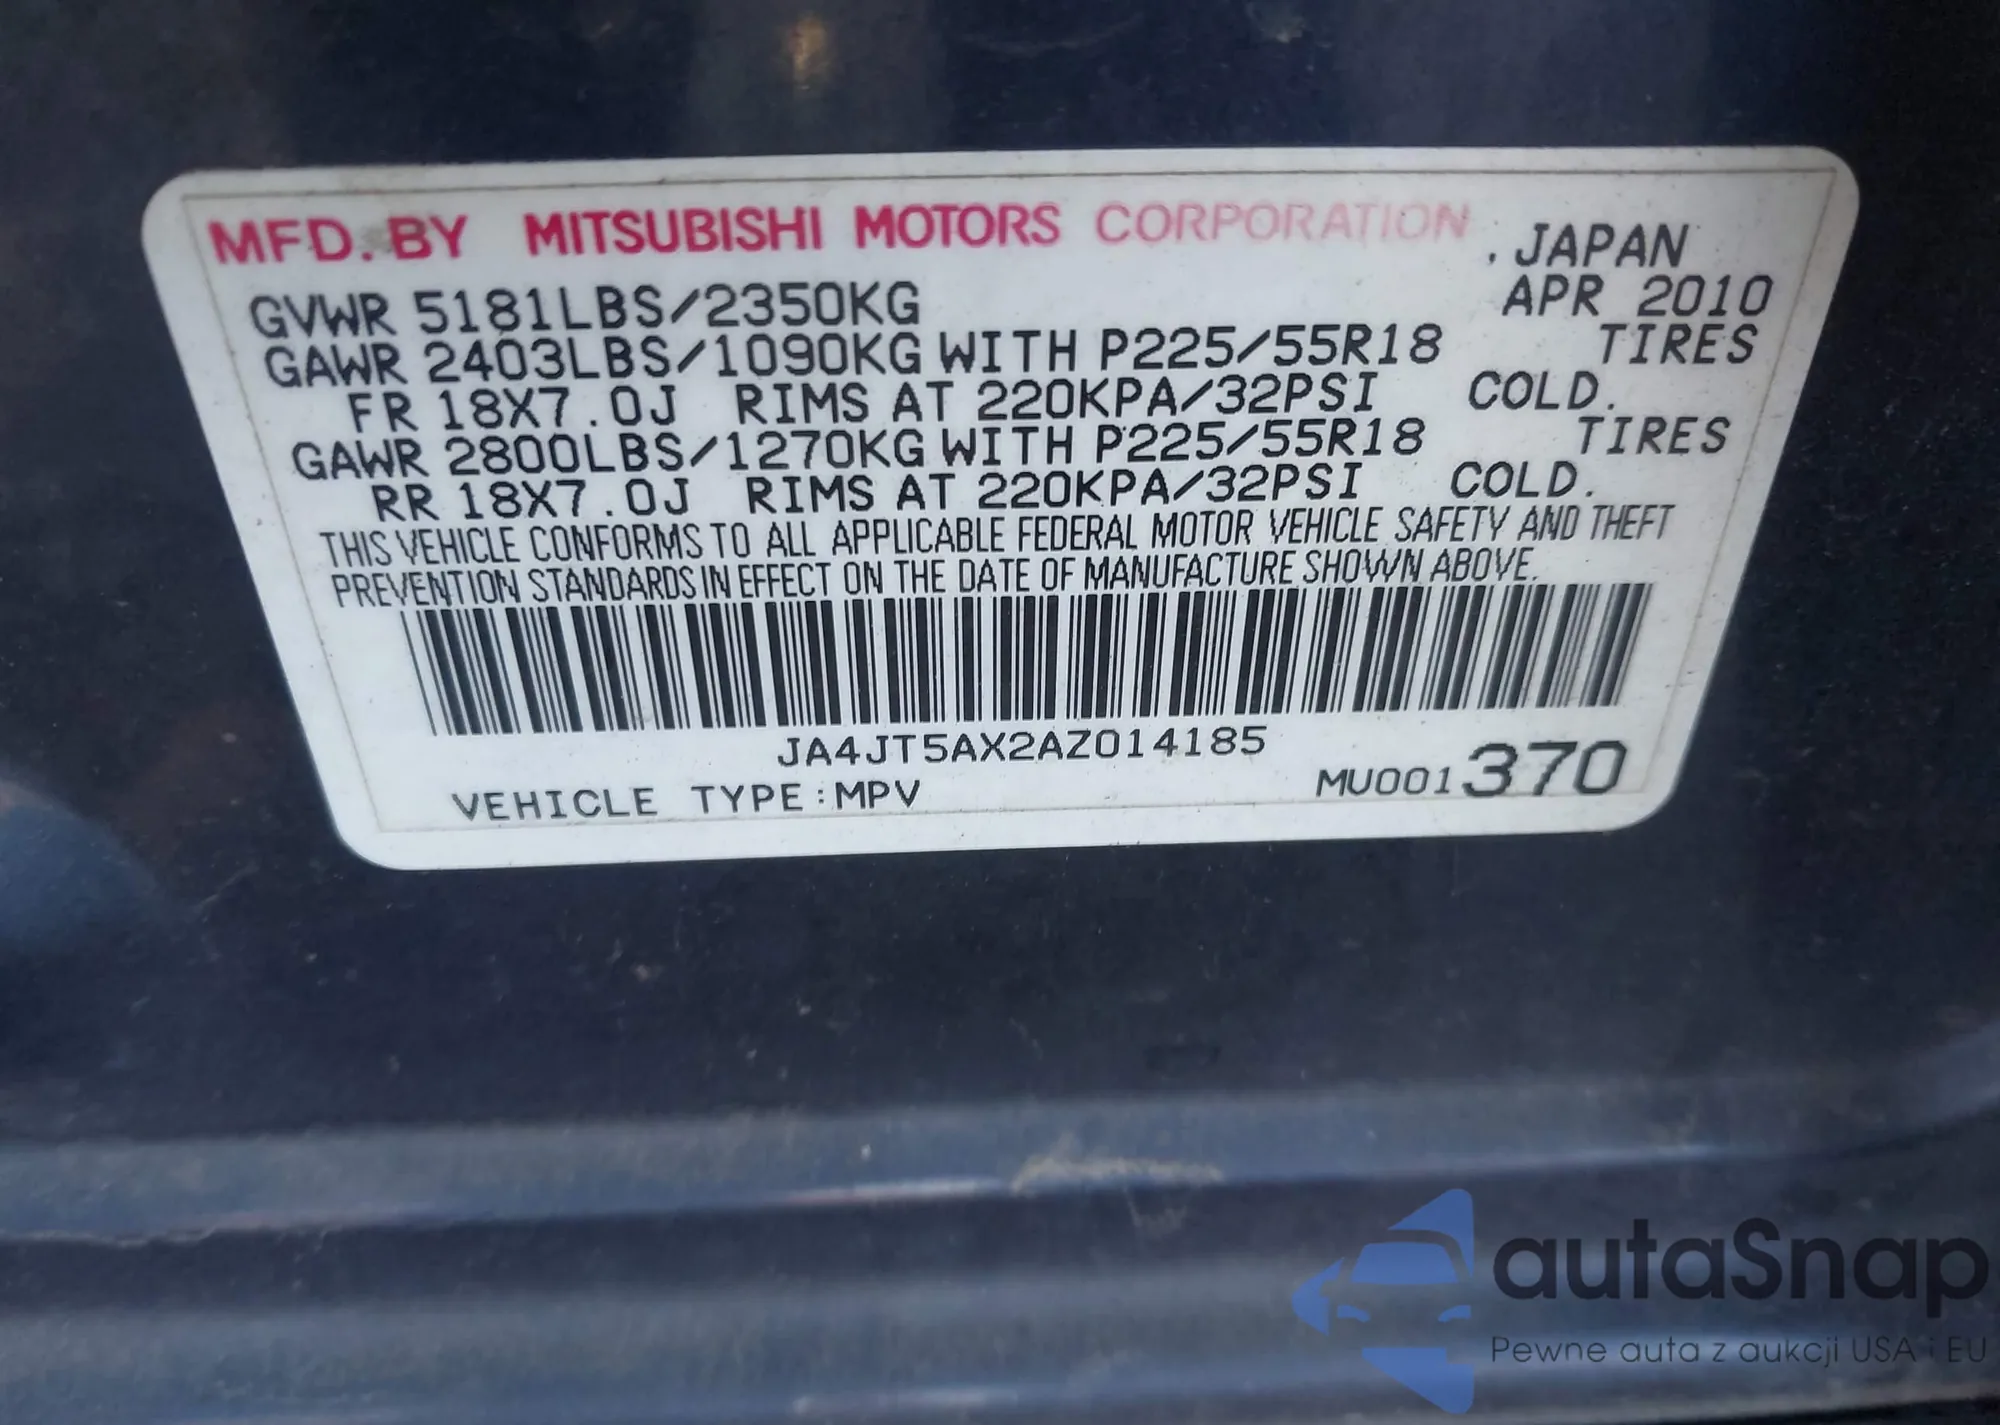 MFD. BY MITSUBISHI MOTORS CORPORATION, JAPAN
GVWR 5181LBS/2350KG APR 2010
GAWR 2403LBS/1090KG WITH P225/55R18 TIRES
FR 18X7.0J RIMS AT 220KPA/32PSI COLD.
GAWR 2800LBS/1270KG WITH P225/55R18 TIRES
RR 18X7.0J RIMS AT 220KPA/32PSI COLD.
THIS VEHICLE CONFORMS TO ALL APPLICABLE FEDERAL MOTOR VEHICLE SAFETY AND THEFT
PREVENTION STANDARDS IN EFFECT ON THE DATE OF MANUFACTURE SHOWN ABOVE.
JA4JT5AX2AZ014185
VEHICLE TYPE:MPV MU001370
autaSnap
Pewne auta z aukcji USA i EU